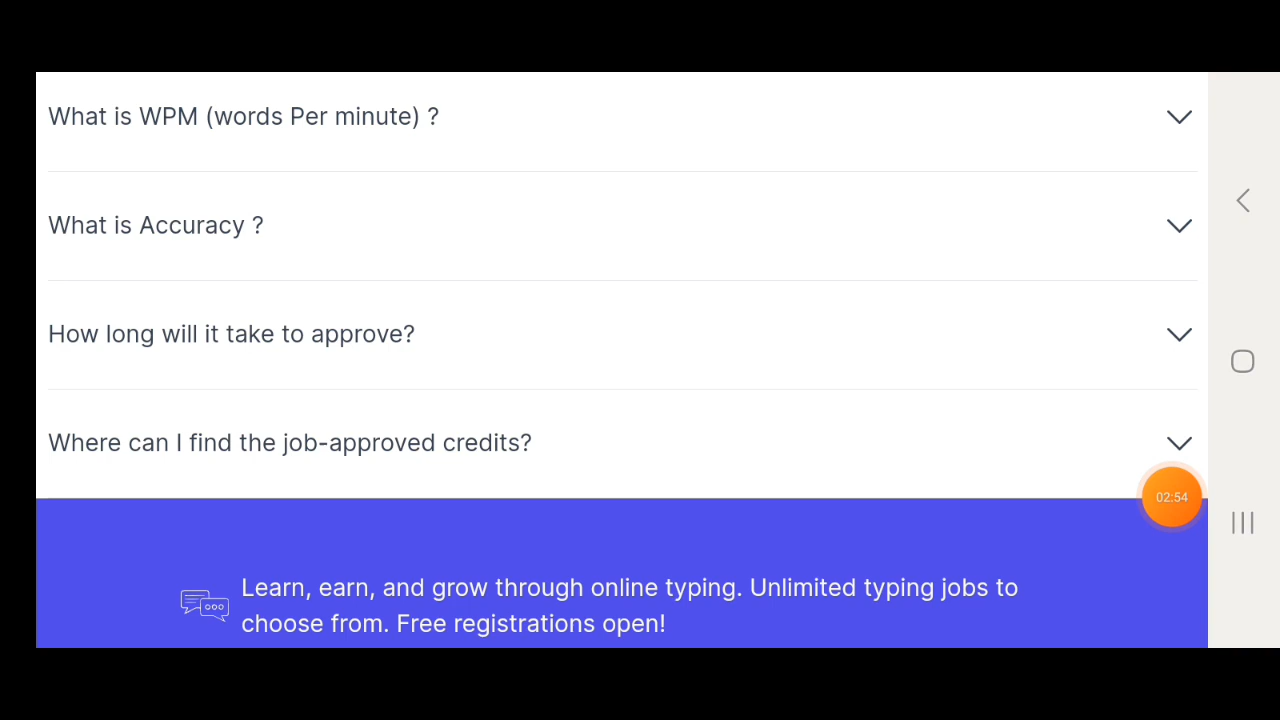 What is WPM (words Per minute) ?
What is Accuracy ?
How long will it take to approve?
Where can I find the job-approved credits?
02:54
Learn, earn, and grow through online typing. Unlimited typing jobs to
choose from. Free registrations open!